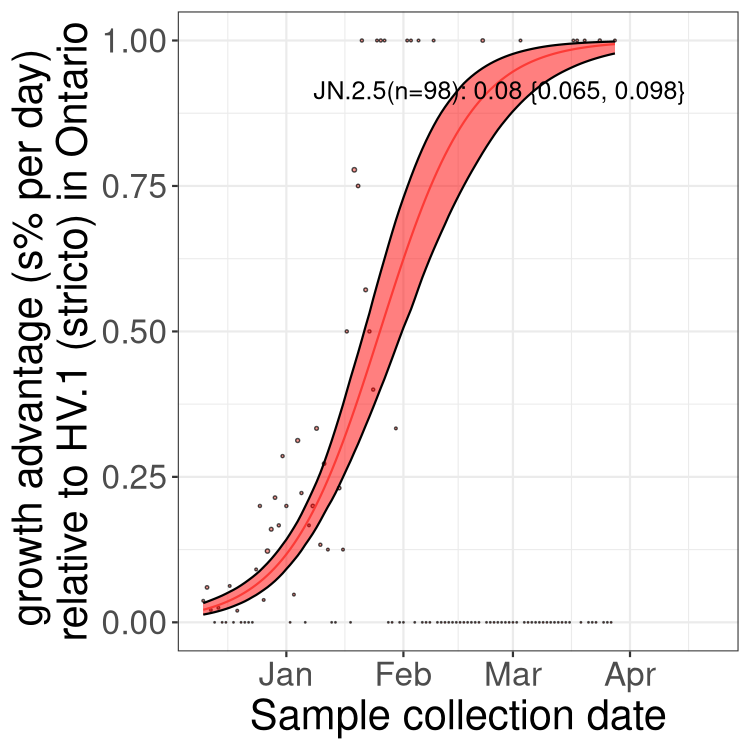 growth advantage (s% per day)
relative to HV.1 (stricto) in Ontario
1.00
0.75
0.50
0.25
0.00
JN.2.5(n=98): 0.08 {0.065, 0.098}
Jan Feb Mar Apr
Sample collection date